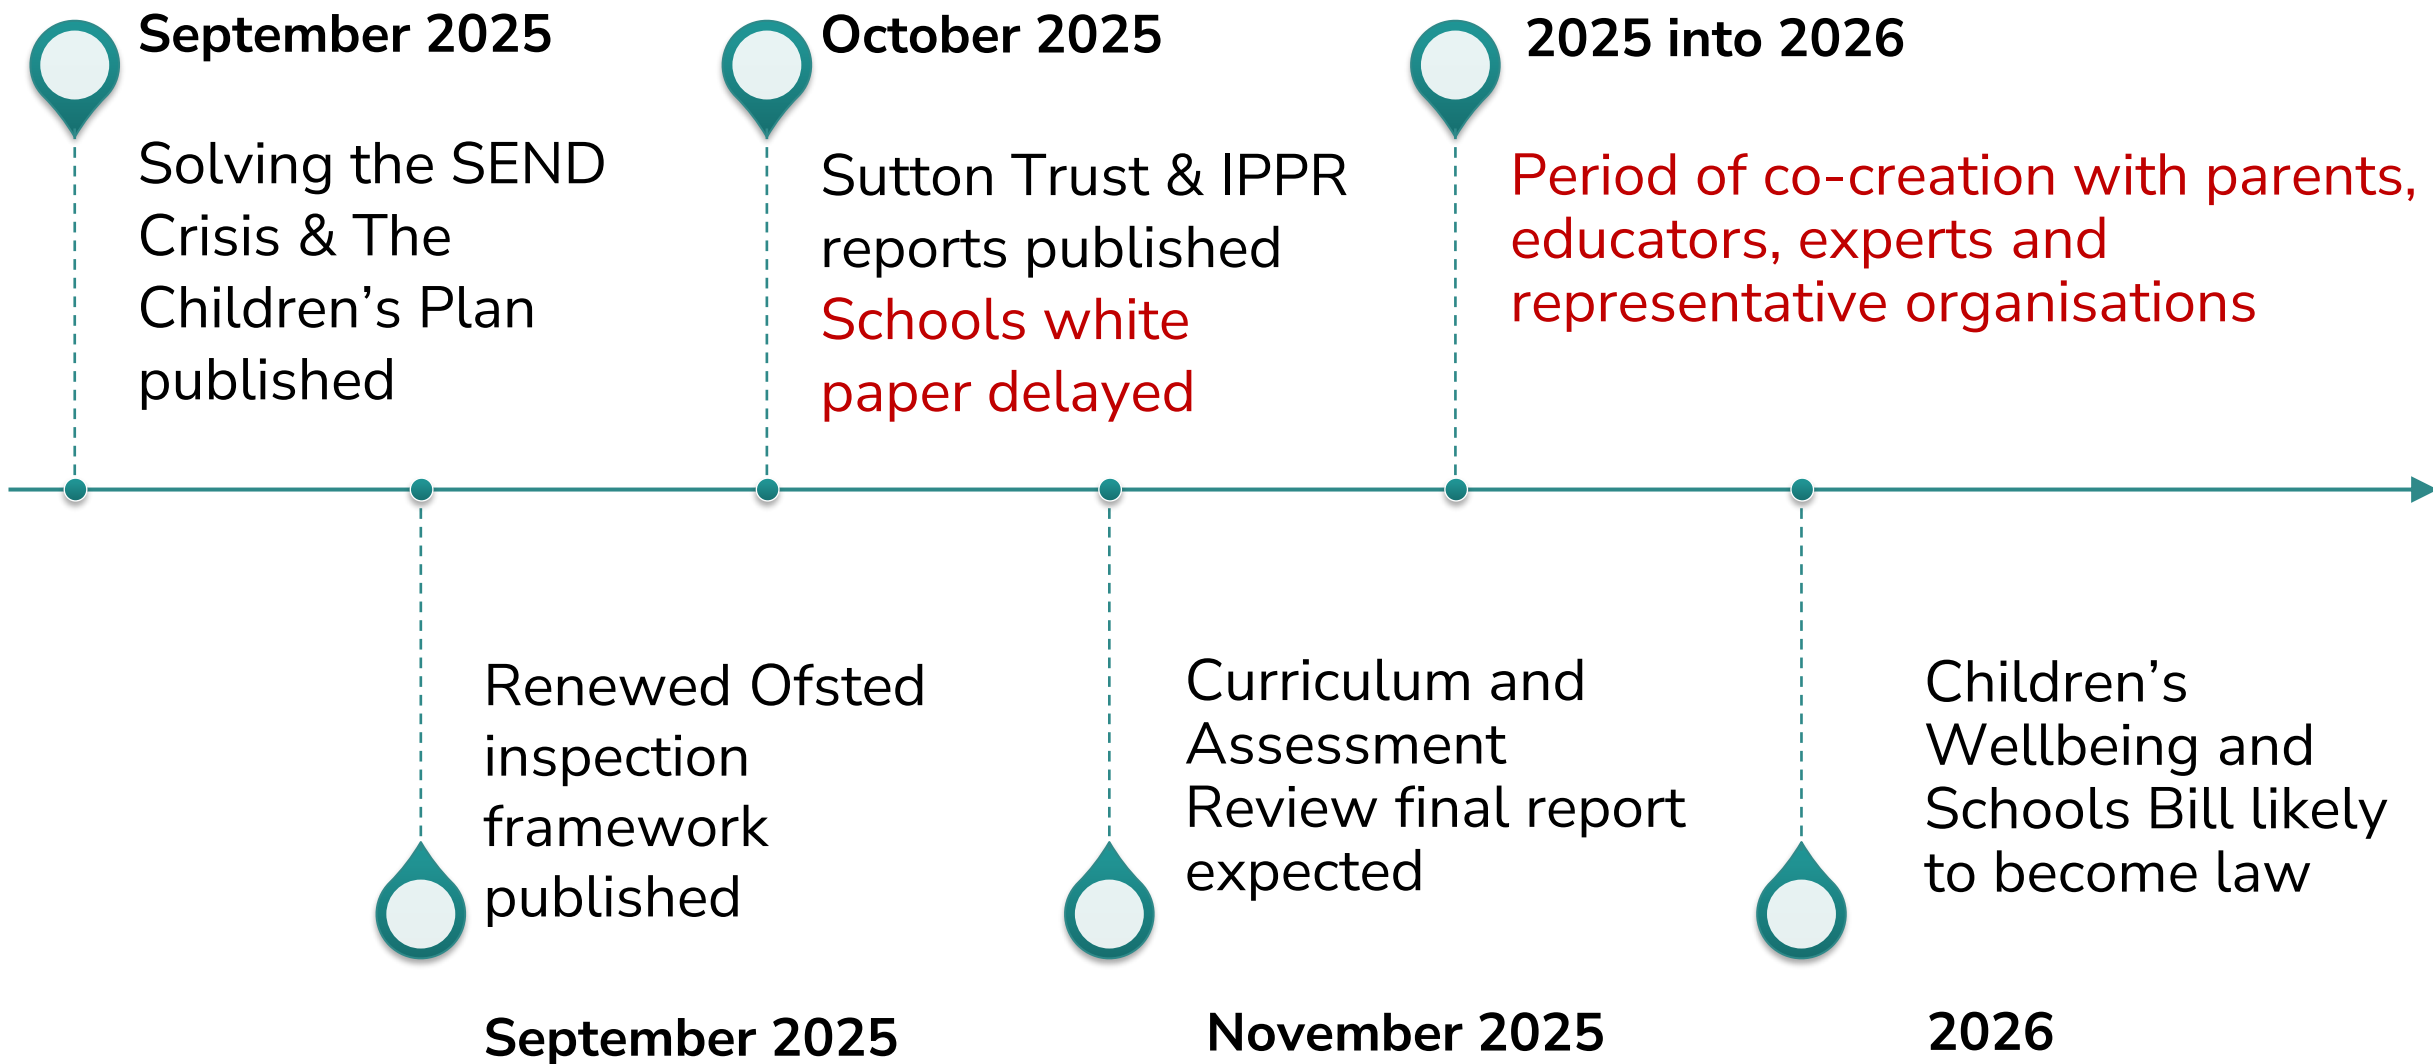 September 2025
Solving the SEND
Crisis & The
Children’s Plan
published
October 2025
Sutton Trust & IPPR
reports published
Schools white
paper delayed
2025 into 2026
Period of co-creation with parents,
educators, experts and
representative organisations
Renewed Ofsted
inspection
framework
published
September 2025
Curriculum and
Assessment
Review final report
expected
November 2025
Children’s
Wellbeing and
Schools Bill likely
to become law
2026